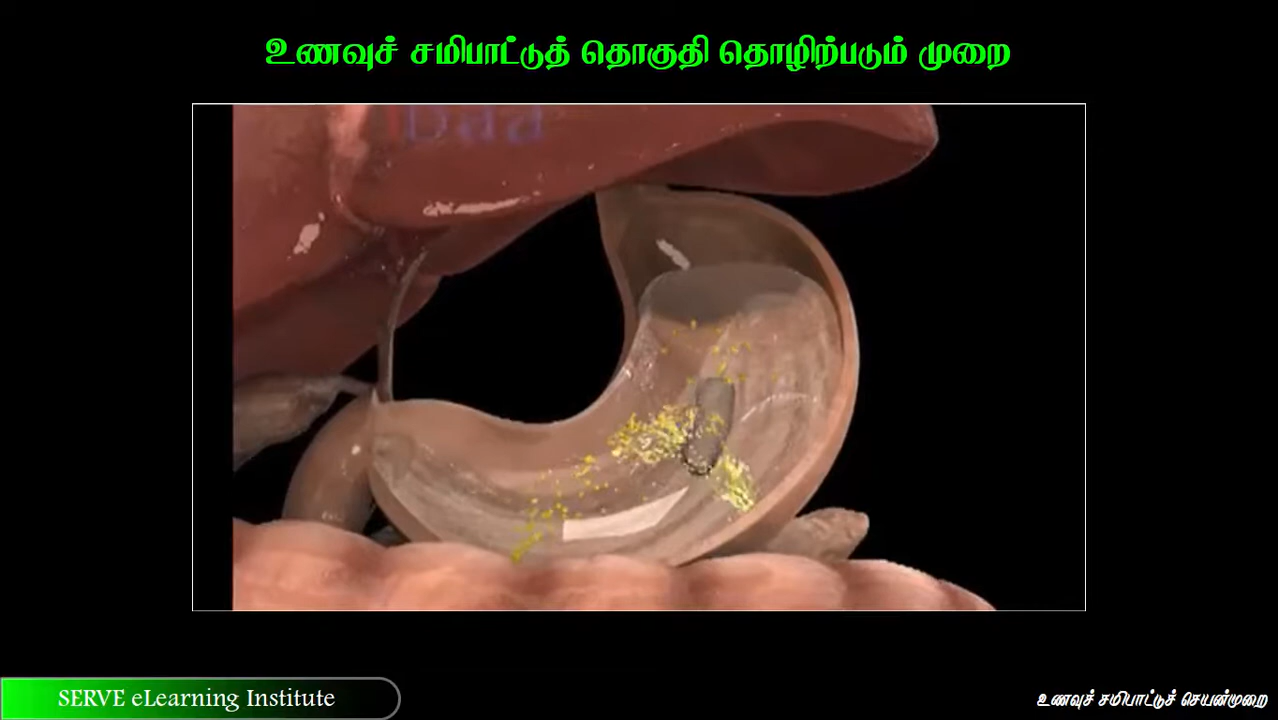 உணவுச் சமிபாட்டுத் தொகுதி தொழிற்படும் முறை
SERVE eLearning Institute
உணவுச் சமிபாட்டுச் செயன்முறை